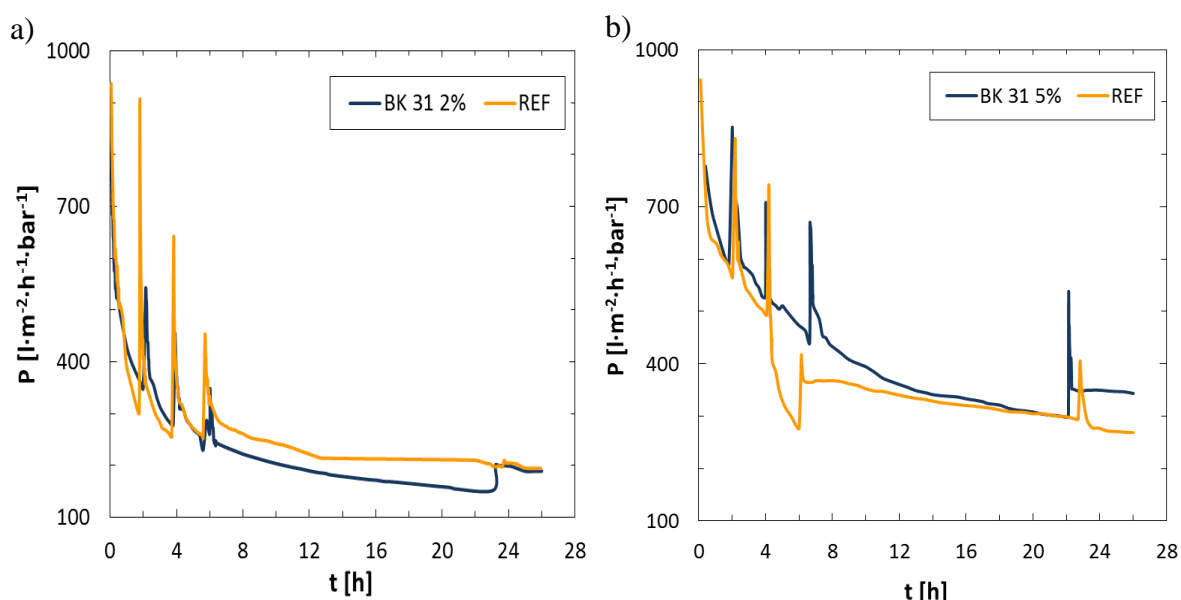 a)
1000
700
400
100
P [l·m⁻²·h⁻¹·bar⁻¹]
BK 31 2%
REF
0 4 8 12 16 20 24 28
t [h]
b)
1000
700
400
100
P [l·m⁻²·h⁻¹·bar⁻¹]
BK 31 5%
REF
0 4 8 12 16 20 24 28
t [h]